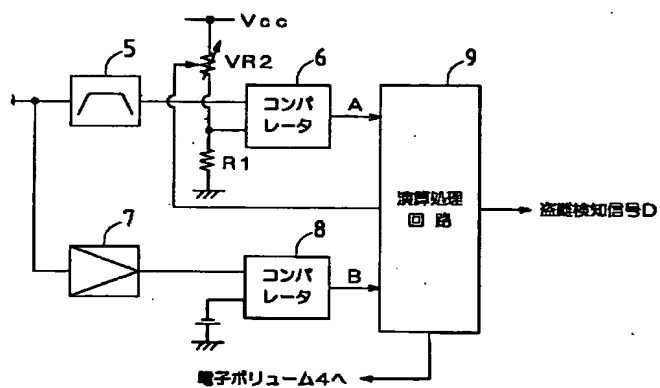 Vcc
5
VR2
6
9
コンパ
レータ
A
R1
演算処理
回路
盗難検知信号D
7
8
コンパ
レータ
B
電子ボリューム4へ